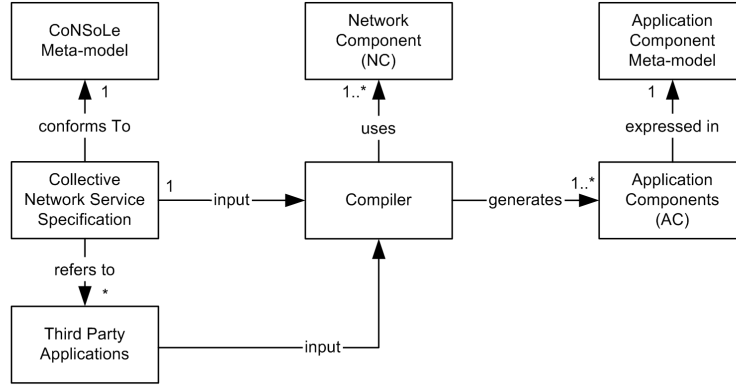 CoNSoLe
Meta-model
Network
Component
(NC)
Application
Component
Meta-model
1
1..*
1
conforms To
uses
expressed in
Collective
Network Service
Specification
1
input
Compiler
generates
1..*
Application
Components
(AC)
refers to
*
Third Party
Applications
input